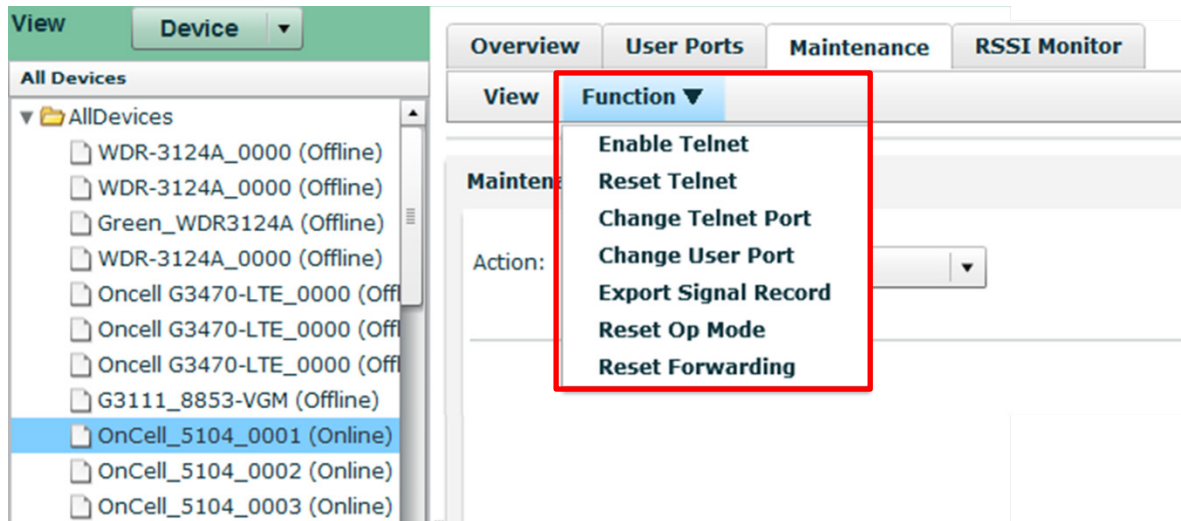 View
Device
All Devices
AllDevices
WDR-3124A_0000 (Offline)
WDR-3124A_0000 (Offline)
Green_WDR3124A (Offline)
WDR-3124A_0000 (Offline)
Oncell G3470-LTE_0000 (Offl
Oncell G3470-LTE_0000 (Offl
Oncell G3470-LTE_0000 (Offl
G3111_8853-VGM (Offline)
OnCell_5104_0001 (Online)
OnCell_5104_0002 (Online)
OnCell_5104_0003 (Online)
Overview User Ports Maintenance RSSI Monitor
View Function ▼
Enable Telnet
Reset Telnet
Change Telnet Port
Change User Port
Export Signal Record
Reset Op Mode
Reset Forwarding
Maintena
Action: